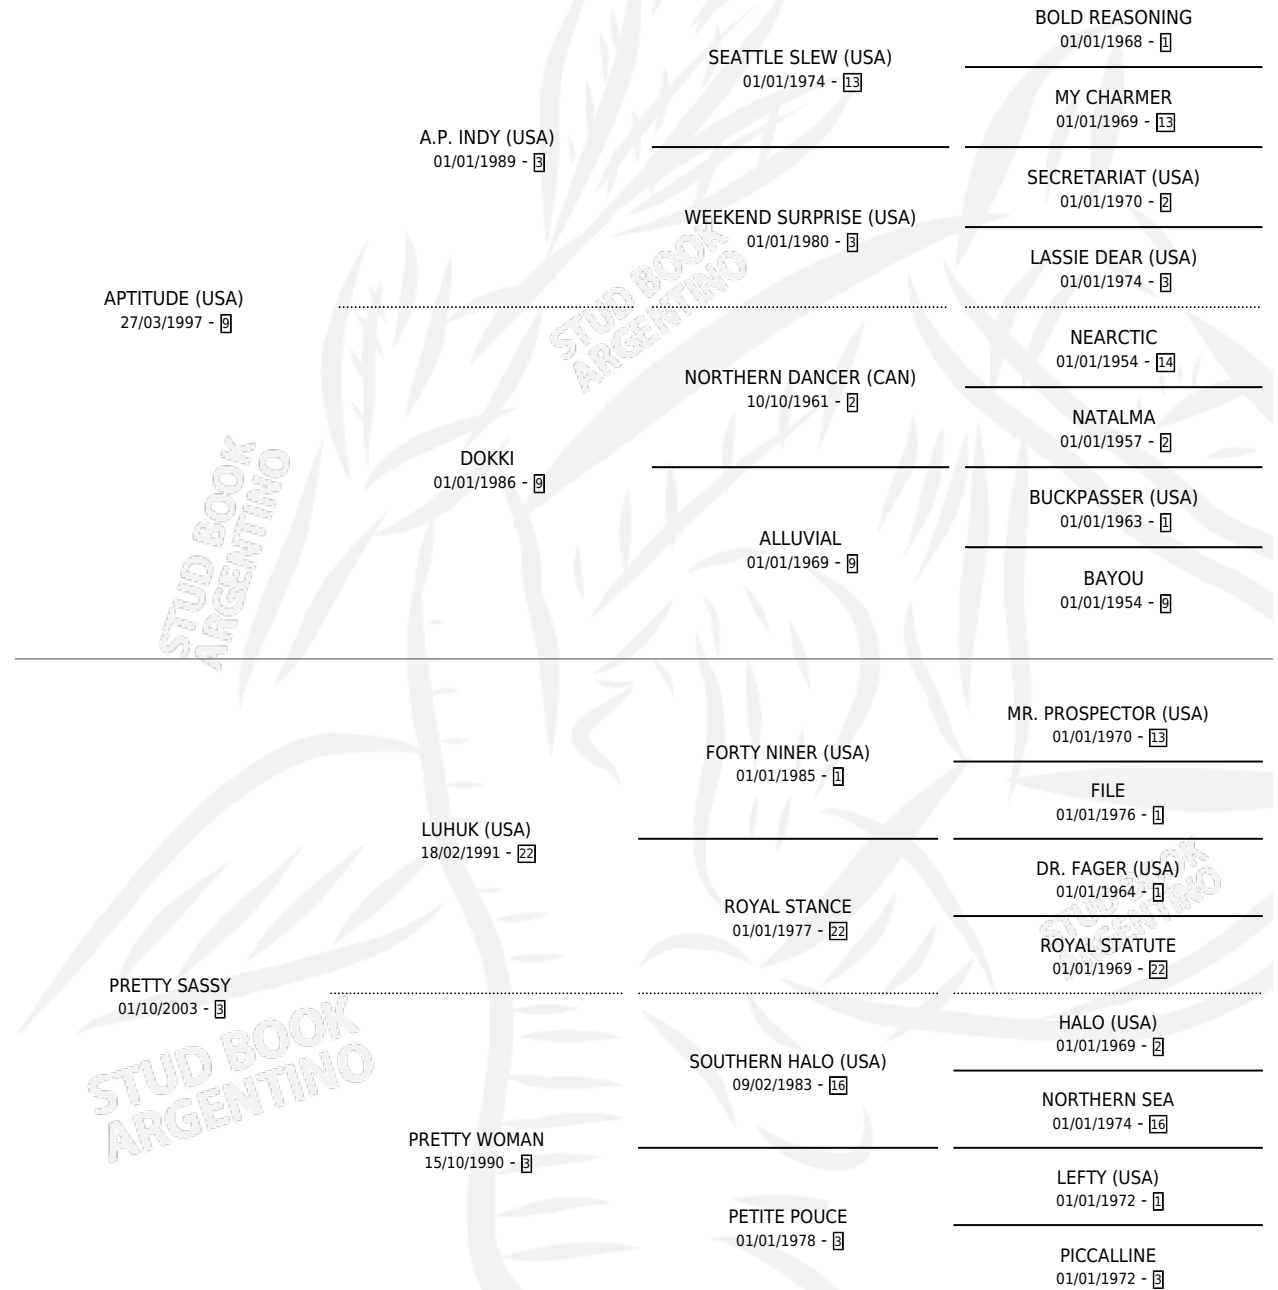 BOLD REASONING
01/01/1968 - 1
SEATTLE SLEW (USA)
01/01/1974 - 13
MY CHARMER
01/01/1969 - 13
A.P. INDY (USA)
01/01/1989 - 3
SECRETARIAT (USA)
01/01/1970 - 2
WEEKEND SURPRISE (USA)
01/01/1980 - 3
LASSIE DEAR (USA)
01/01/1974 - 3
STUD BOOK
ARGENTINO
APTITUDE (USA)
27/03/1997 - 9
NEARCTIC
01/01/1954 - 14
NORTHERN DANCER (CAN)
10/10/1961 - 2
NATALMA
01/01/1957 - 2
DOKKI
01/01/1986 - 9
BUCKPASSER (USA)
01/01/1963 - 1
ALLUVIAL
01/01/1969 - 9
BAYOU
01/01/1954 - 9
STUD BOOK
ARGENTINO
MR. PROSPECTOR (USA)
01/01/1970 - 13
FORTY NINER (USA)
01/01/1985 - 1
FILE
01/01/1976 - 1
LUHUK (USA)
18/02/1991 - 22
DR. FAGER (USA)
01/01/1964 - 1
ROYAL STANCE
01/01/1977 - 22
ROYAL STATUTE
01/01/1969 - 22
STUD BOOK
ARGENTINO
PRETTY SASSY
01/10/2003 - 3
HALO (USA)
01/01/1969 - 2
SOUTHERN HALO (USA)
09/02/1983 - 16
NORTHERN SEA
01/01/1974 - 16
PRETTY WOMAN
15/10/1990 - 3
LEFTY (USA)
01/01/1972 - 1
PETITE POUCE
01/01/1978 - 3
PICCALLINE
01/01/1972 - 3
STUD BOOK
ARGENTINO